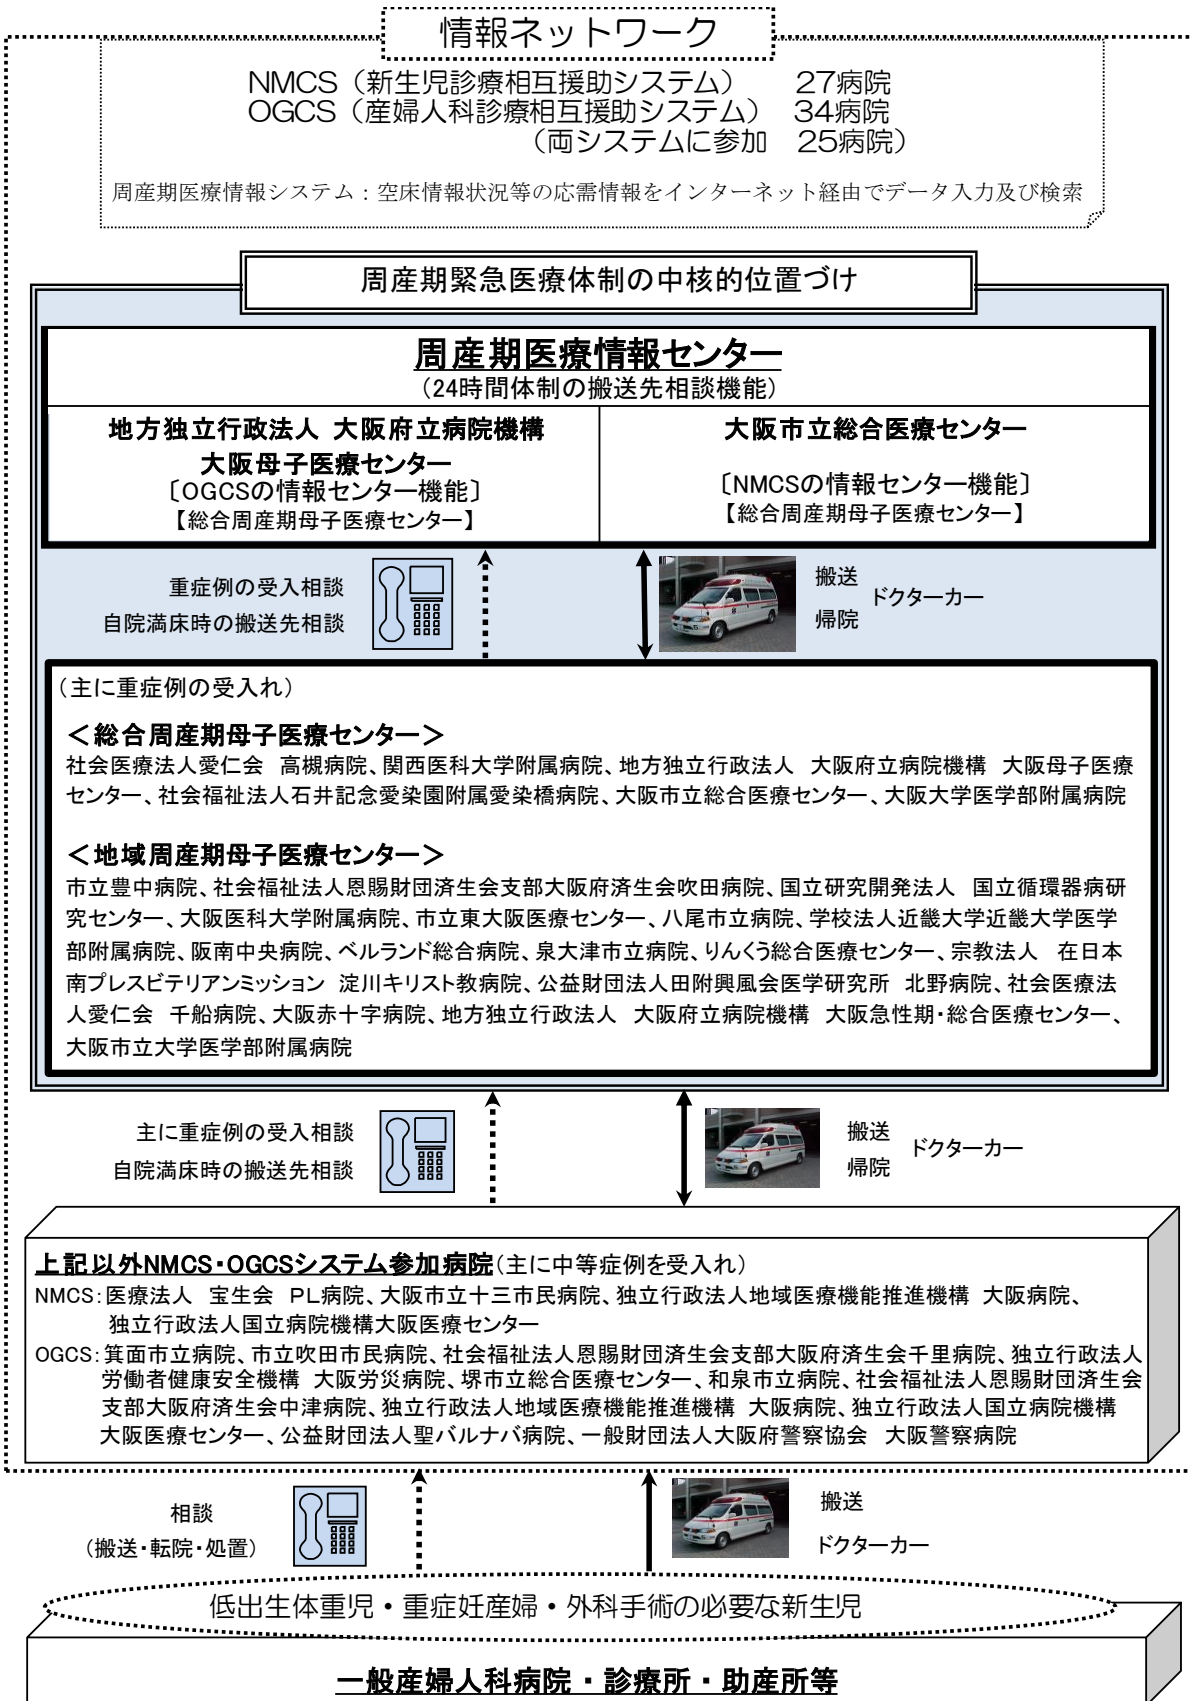 情報ネットワーク
NMCS（新生児診療相互援助システム）　27病院
OGCS（産婦人科診療相互援助システム）　34病院
（両システムに参加　25病院）
周産期医療情報システム：空床情報状況等の応需情報をインターネット経由でデータ入力及び検索
周産期緊急医療体制の中核的位置づけ
周産期医療情報センター
（24時間体制の搬送先相談機能）
地方独立行政法人 大阪府立病院機構
大阪母子医療センター
〔OGCSの情報センター機能〕
【総合周産期母子医療センター】
大阪市立総合医療センター
〔NMCSの情報センター機能〕
【総合周産期母子医療センター】
重症例の受入相談
自院満床時の搬送先相談
搬送
帰院
ドクターカー
（主に重症例の受入れ）
＜総合周産期母子医療センター＞
社会医療法人愛仁会　高槻病院、関西医科大学附属病院、地方独立行政法人　大阪府立病院機構　大阪母子医療
センター、社会福祉法人石井記念愛染園附属愛染橋病院、大阪市立総合医療センター、大阪大学医学部附属病院
＜地域周産期母子医療センター＞
市立豊中病院、社会福祉法人恩賜財団済生会支部大阪府済生会吹田病院、国立研究開発法人　国立循環器病研
究センター、大阪医科大学附属病院、市立東大阪医療センター、八尾市立病院、学校法人近畿大学近畿大学医学
部附属病院、阪南中央病院、ベルランド総合病院、泉大津市立病院、りんくう総合医療センター、宗教法人　在日本
南プレスビテリアンミッション　淀川キリスト教病院、公益財団法人田附興風会医学研究所　北野病院、社会医療法
人愛仁会　千船病院、大阪赤十字病院、地方独立行政法人　大阪府立病院機構　大阪急性期・総合医療センター、
大阪市立大学医学部附属病院
主に重症例の受入相談
自院満床時の搬送先相談
搬送
帰院
ドクターカー
上記以外NMCS・OGCSシステム参加病院（主に中等症例を受入れ）
NMCS：医療法人　宝生会　PL病院、大阪市立十三市民病院、独立行政法人地域医療機能推進機構　大阪病院、
独立行政法人国立病院機構大阪医療センター
OGCS：箕面市立病院、市立吹田市民病院、社会福祉法人恩賜財団済生会支部大阪府済生会千里病院、独立行政法人
労働者健康安全機構　大阪労災病院、堺市立総合医療センター、和泉市立病院、社会福祉法人恩賜財団済生会
支部大阪府済生会中津病院、独立行政法人地域医療機能推進機構　大阪病院、独立行政法人国立病院機構
大阪医療センター、公益財団法人聖バルナバ病院、一般財団法人大阪府警察協会　大阪警察病院
相談
（搬送・転院・処置）
搬送
ドクターカー
低出生体重児・重症妊産婦・外科手術の必要な新生児
一般産婦人科病院・診療所・助産所等